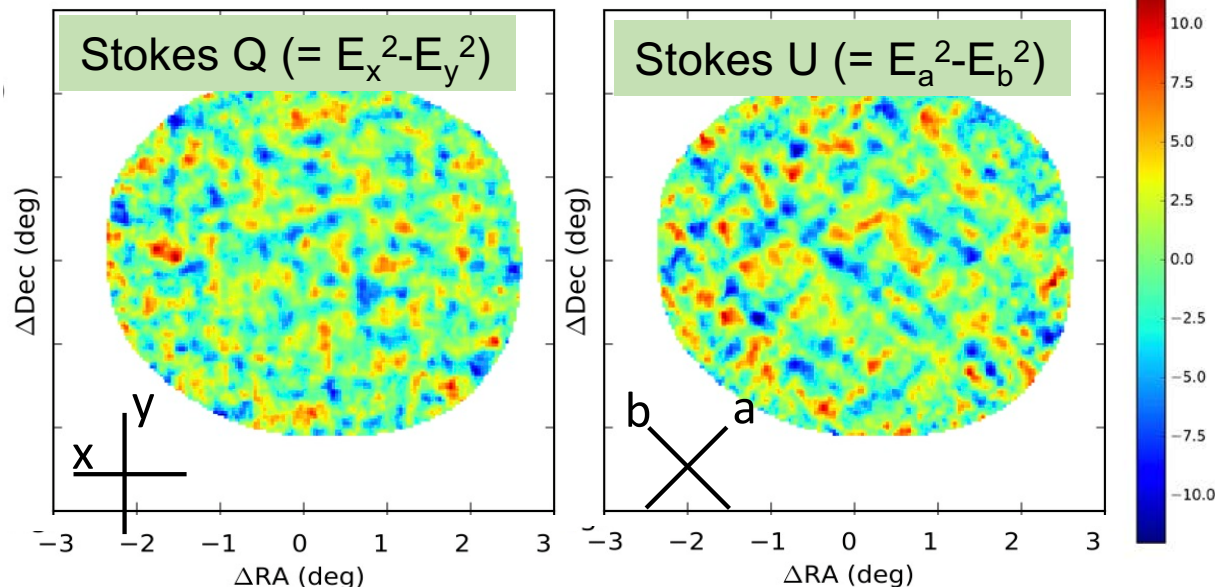 Stokes Q (= Eₓ²-Eᵧ²)
Stokes U (= Eₐ²-E_b²)
ΔDec (deg)
ΔDec (deg)
x
y
b
a
−3 −2 −1 0 1 2 3
−3 −2 −1 0 1 2 3
ΔRA (deg)
ΔRA (deg)
10.0
7.5
5.0
2.5
0.0
−2.5
−5.0
−7.5
−10.0